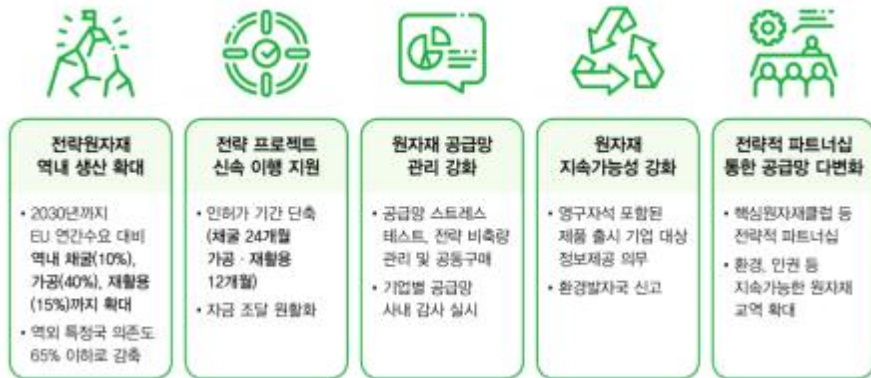 전략원자재
역내 생산 확대
• 2030년까지
EU 연간수요 대비
역내 채굴(10%),
가공(40%), 재활용
(15%)까지 확대
• 역외 특정국 의존도
65% 이하로 감축
전략 프로젝트
신속 이행 지원
• 인허가 기간 단축
(채굴 24개월
가공 · 재활용
12개월)
• 자금 조달 원활화
원자재 공급망
관리 강화
• 공급망 스트레스
테스트, 전략 비축량
관리 및 공동구매
• 기업별 공급망
사내 감사 실시
원자재
지속가능성 강화
• 영구자석 포함된
제품 출시 기업 대상
정보제공 의무
• 환경발자국 신고
전략적 파트너십
통한 공급망 다변화
• 핵심원자재클럽 등
전략적 파트너십
• 환경, 인권 등
지속가능한 원자재
교역 확대